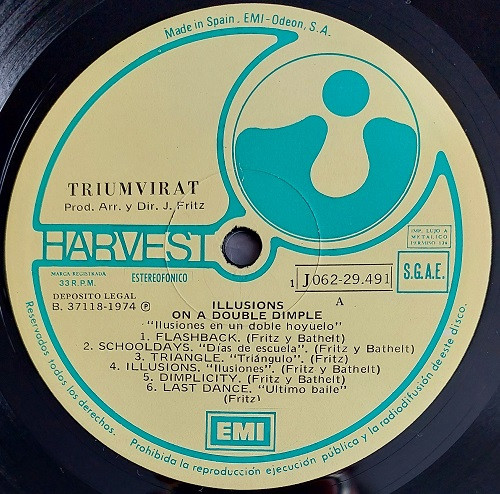 Made in Spain. EMI-Odeon, S.A.
TRIUMVIRAT
Prod. Arr. y Dir. J. Fritz
HARVEST
MARCA REGISTRADA
33 R.P.M.
ESTEREOFONICO
DEPOSITO LEGAL
B. 37118-1974 Ⓟ
1 J 062-29.491
A
S.G.A.E.
ILLUSIONS
ON A DOUBLE DIMPLE
"Ilusiones en un doble hoyuelo"
1. FLASHBACK. (Fritz y Bathelt)
2. SCHOOLDAYS. "Días de escuela". (Fritz y Bathelt)
3. TRIANGLE. "Triángulo". (Fritz)
4. ILLUSIONS. "Ilusiones". (Fritz y Bathelt)
5. DIMPLICITY. (Fritz y Bathelt)
6. LAST DANCE. "Ultimo baile"
(Fritz)
EMI
Reservados todos los derechos.
Prohibida la reproducción ejecución pública y la radiodifusión de este disco.